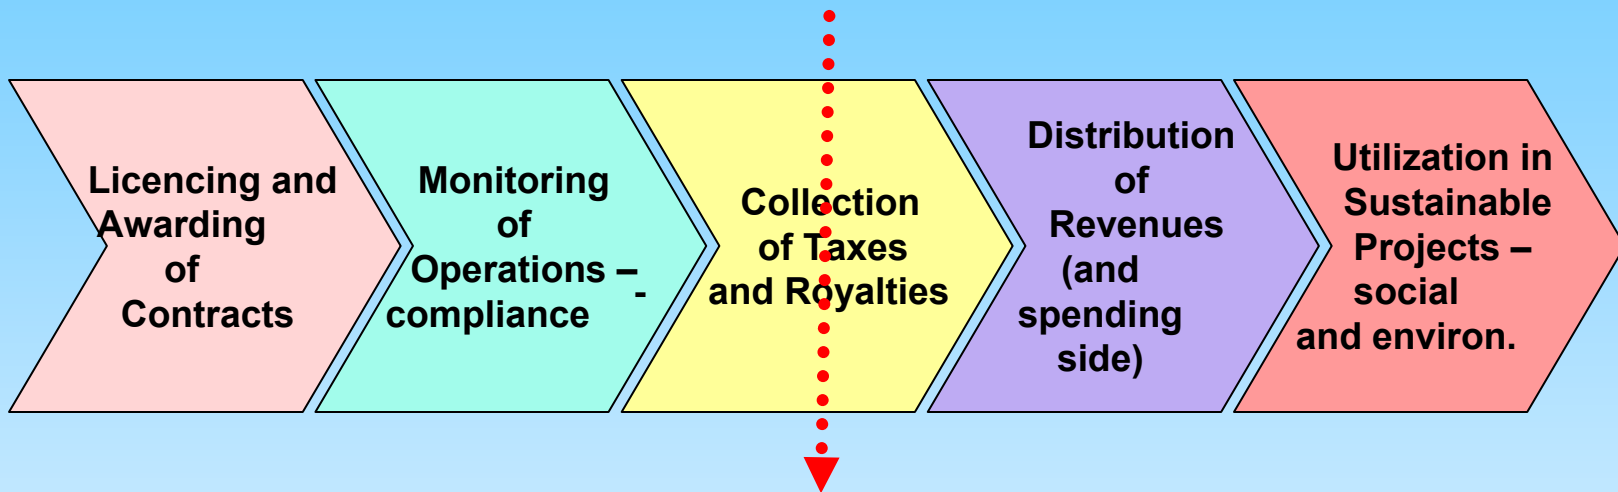 Licencing and
Awarding
of
Contracts
Monitoring
of
Operations –
-
compliance
Collection
of Taxes
and Royalties
Distribution
of
Revenues
(and
spending
side)
Utilization in
Sustainable
Projects –
social
and environ.